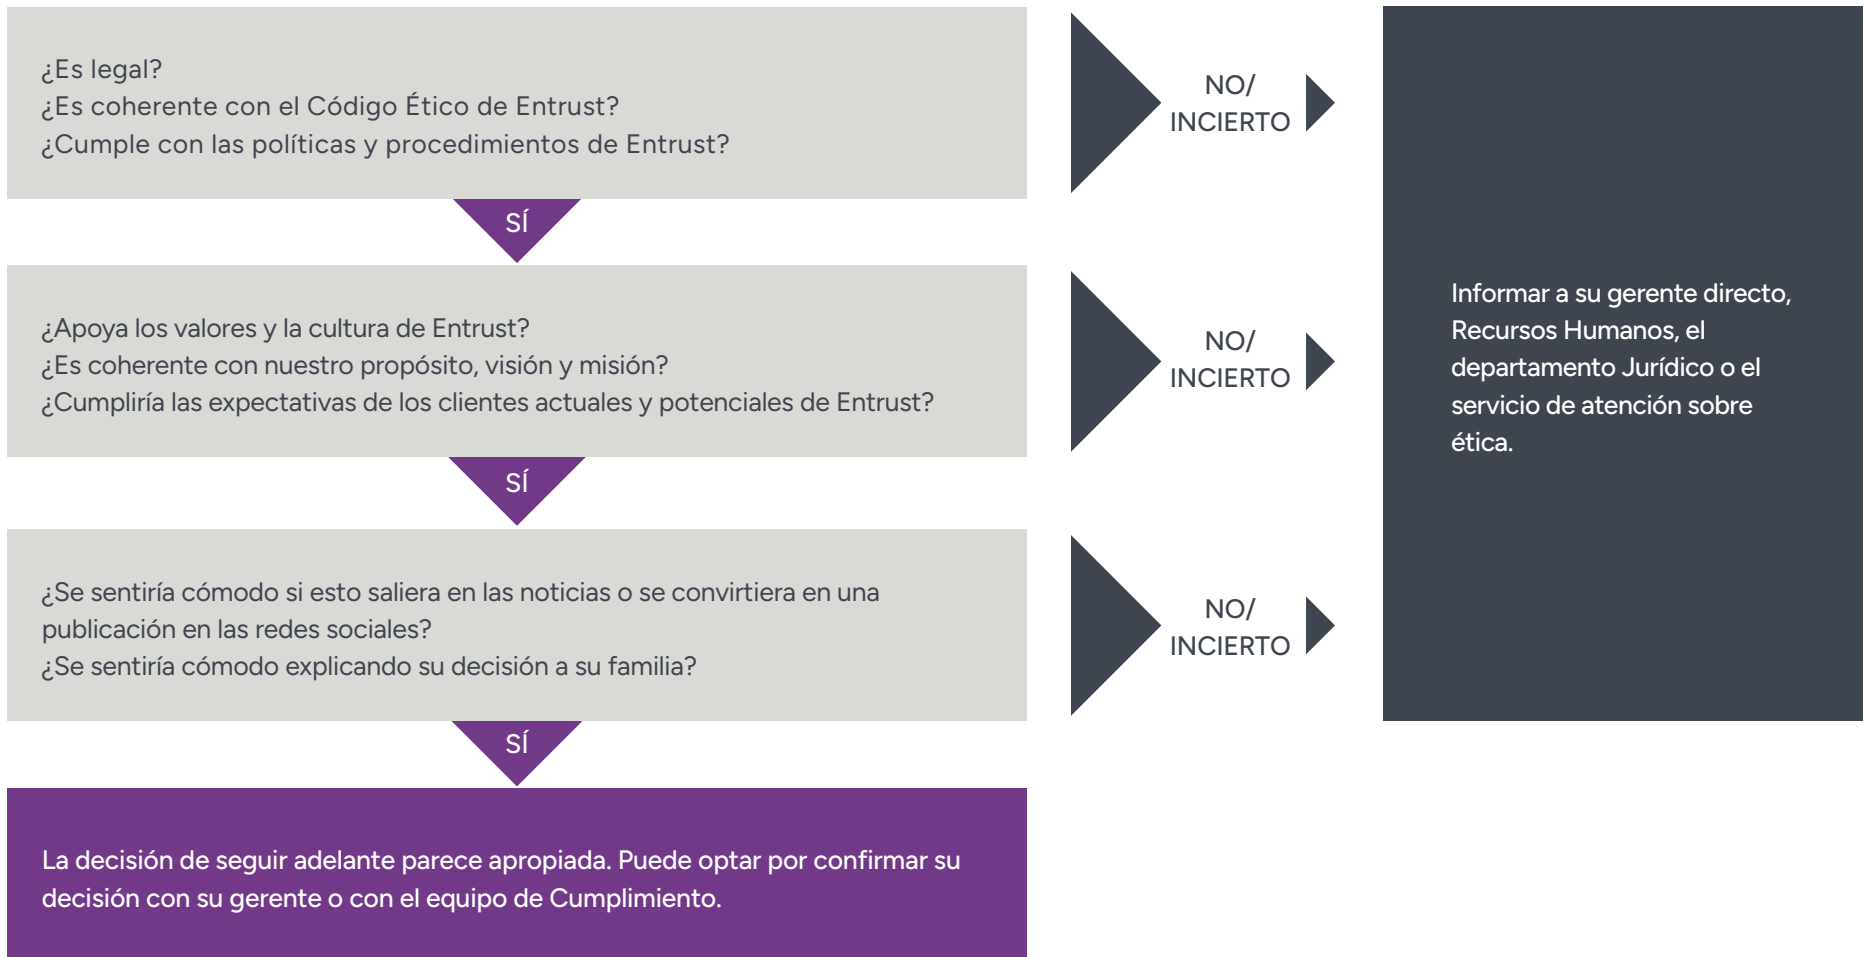 ¿Es legal?
¿Es coherente con el Código Ético de Entrust?
¿Cumple con las políticas y procedimientos de Entrust?
NO/
INCIERTO
SÍ
¿Apoya los valores y la cultura de Entrust?
¿Es coherente con nuestro propósito, visión y misión?
¿Cumpliría las expectativas de los clientes actuales y potenciales de Entrust?
NO/
INCIERTO
SÍ
¿Se sentiría cómodo si esto saliera en las noticias o se convirtiera en una
publicación en las redes sociales?
¿Se sentiría cómodo explicando su decisión a su familia?
NO/
INCIERTO
SÍ
La decisión de seguir adelante parece apropiada. Puede optar por confirmar su
decisión con su gerente o con el equipo de Cumplimiento.
Informar a su gerente directo,
Recursos Humanos, el
departamento Jurídico o el
servicio de atención sobre
ética.